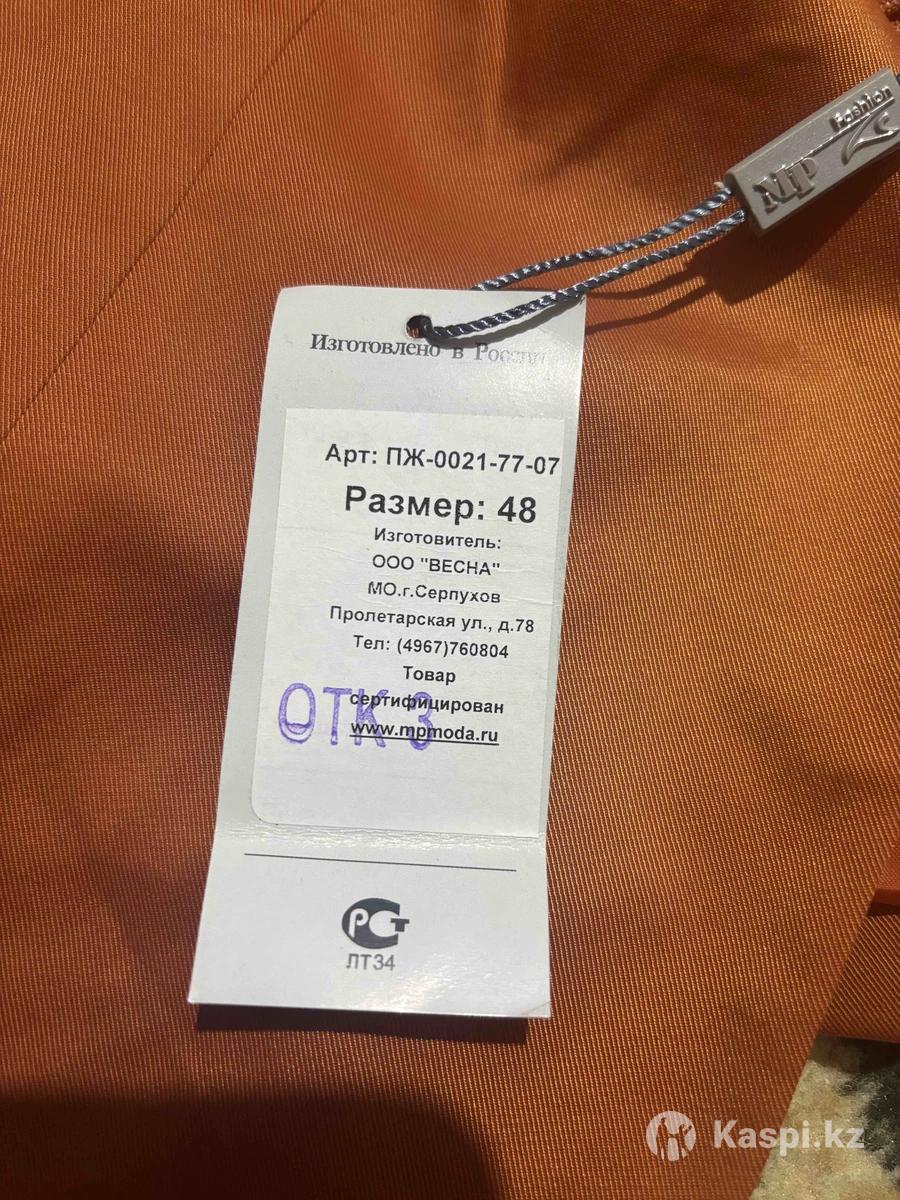 fashion
MP
Изготовлено в России
Арт: ПЖ-0021-77-07
Размер: 48
Изготовитель:
ООО "ВЕСНА"
МО.г.Серпухов
Пролетарская ул., д.78
Тел: (4967)760804
Товар
сертифицирован
www.mpmoda.ru
ОТК 3
РСТ
ЛТ34
Kaspi.kz